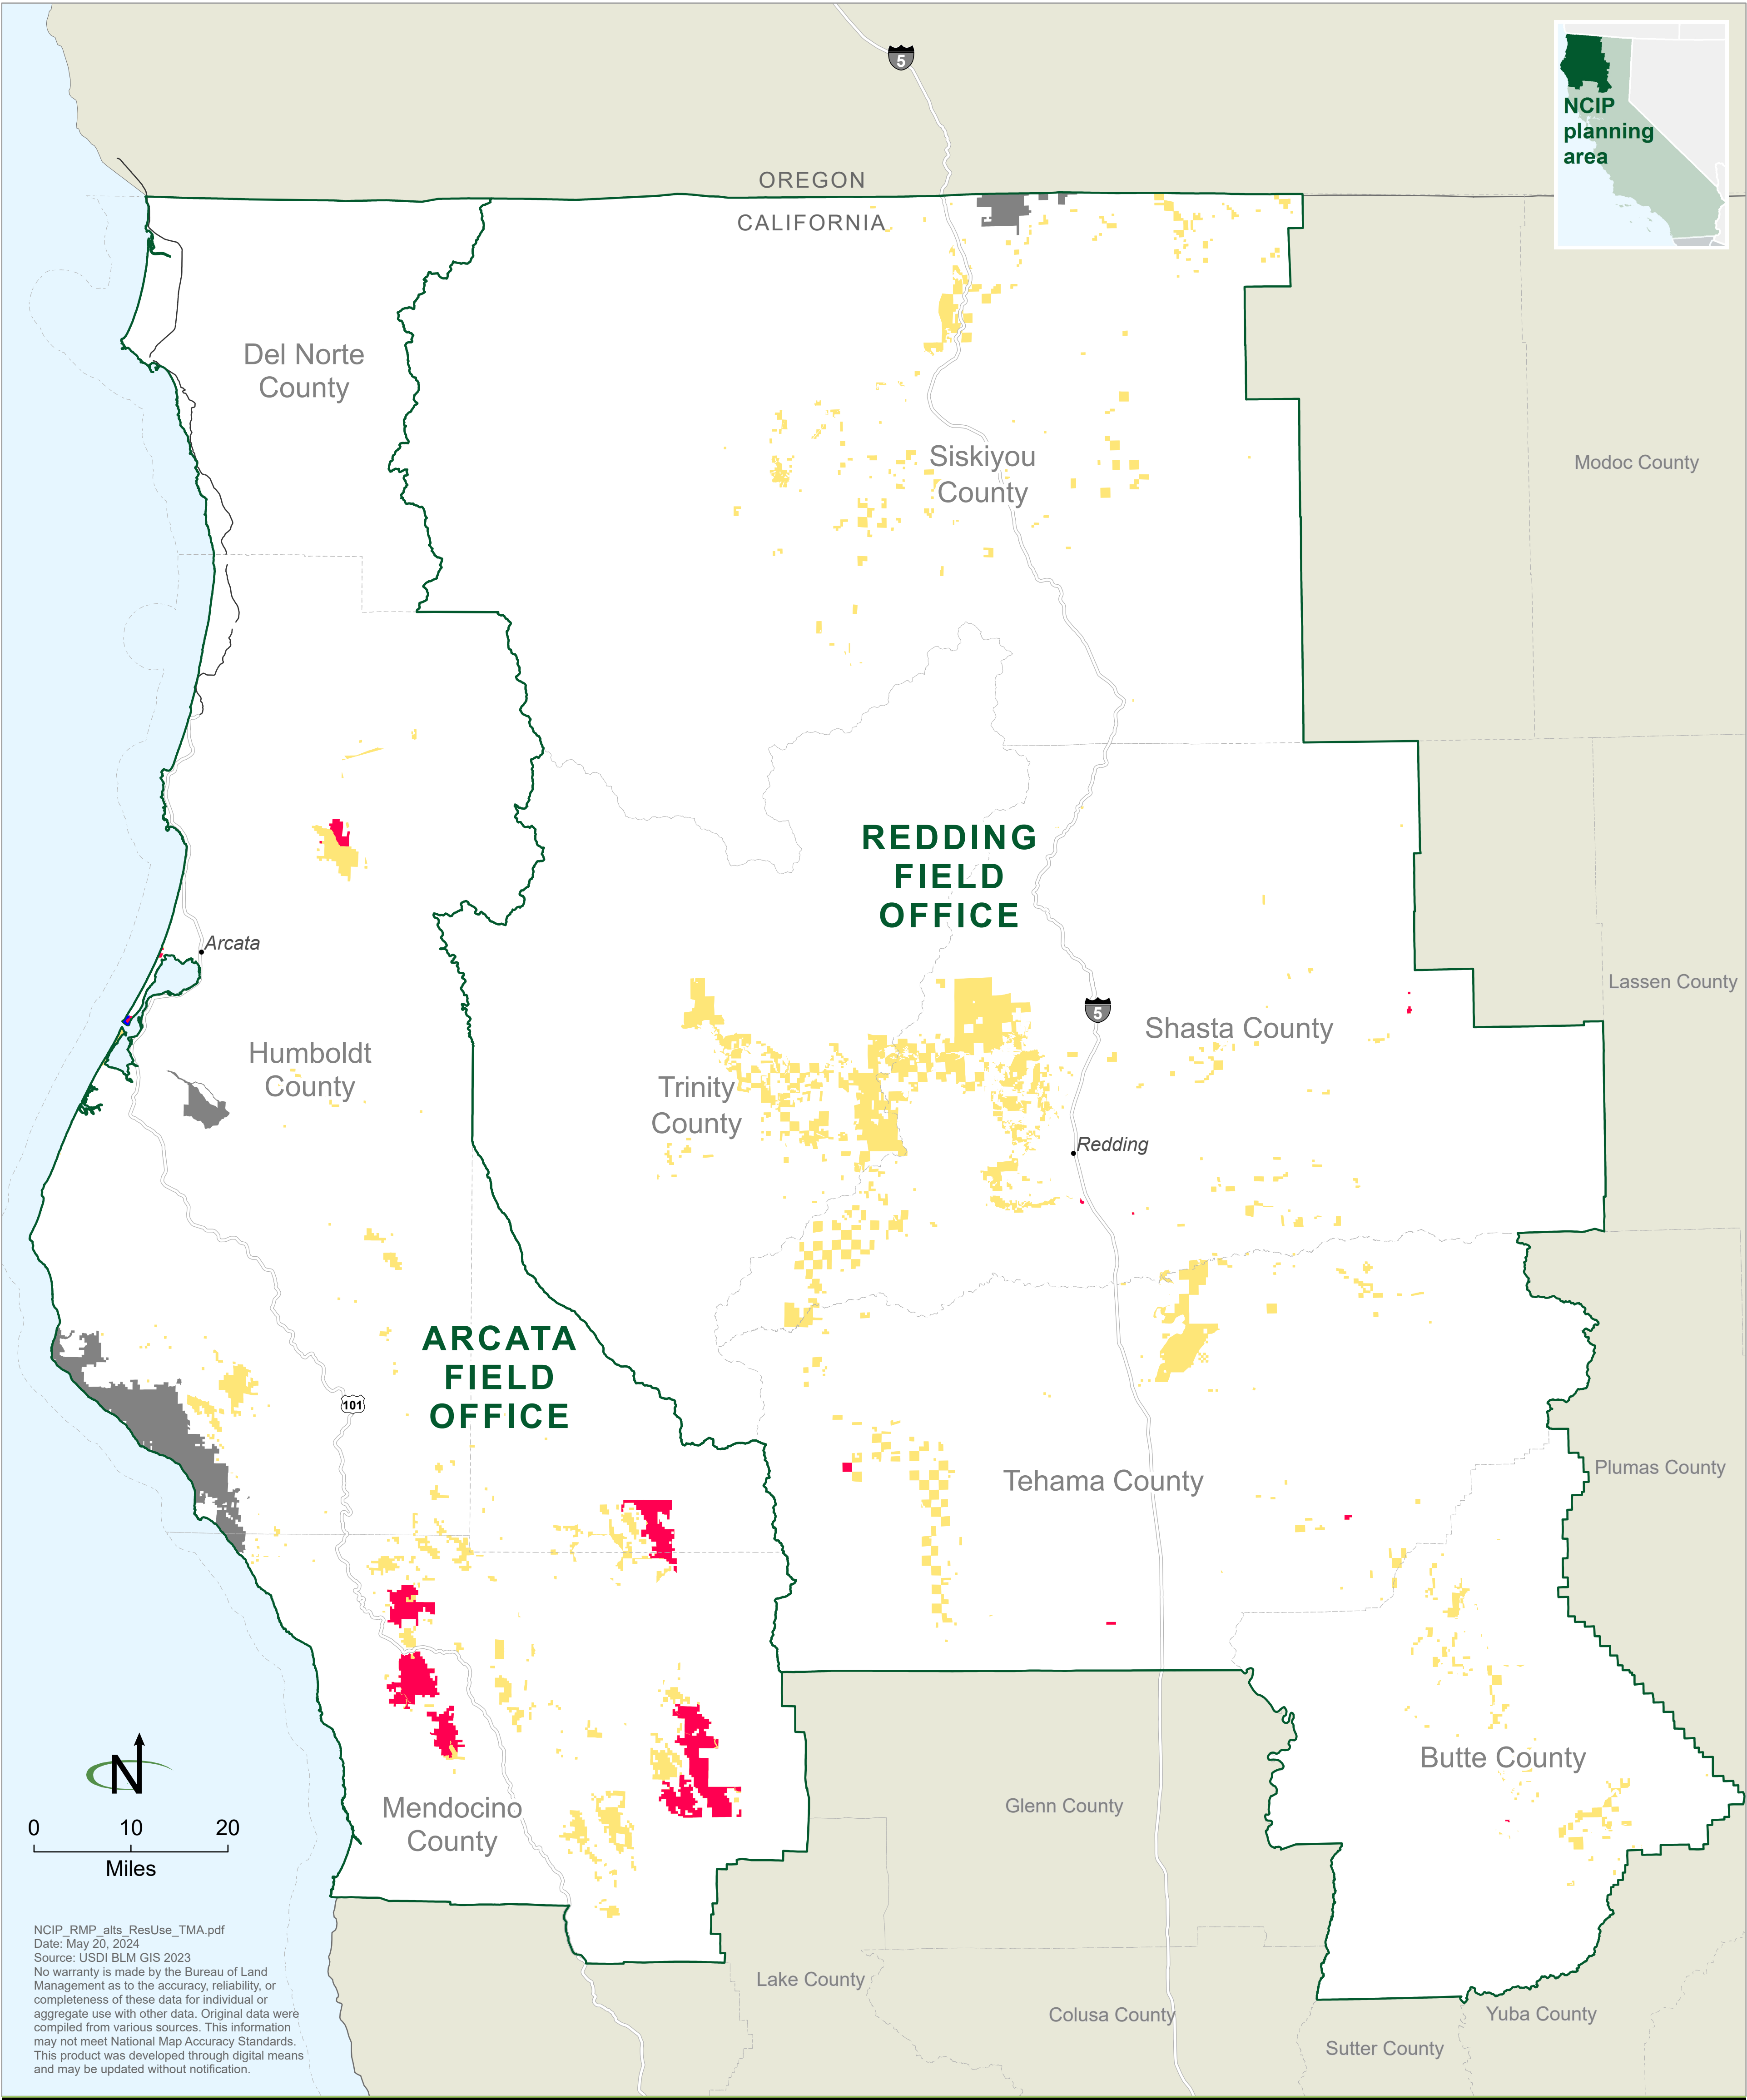 5
NCIP
planning
area
OREGON
CALIFORNIA
Del Norte
County
Siskiyou
County
Modoc County
REDDING
FIELD
OFFICE
Arcata
Lassen County
5
Shasta County
Humboldt
County
Trinity
County
Redding
ARCATA
FIELD
OFFICE
101
Plumas County
Tehama County
Butte County
N
Mendocino
County
Glenn County
0 10 20
Miles
NCIP_RMP_alts_ResUse_TMA.pdf
Date: May 20, 2024
Source: USDI BLM GIS 2023
No warranty is made by the Bureau of Land
Management as to the accuracy, reliability, or
completeness of these data for individual or
aggregate use with other data. Original data were
compiled from various sources. This information
may not meet National Map Accuracy Standards.
This product was developed through digital means
and may be updated without notification.
Lake County
Colusa County
Yuba County
Sutter County